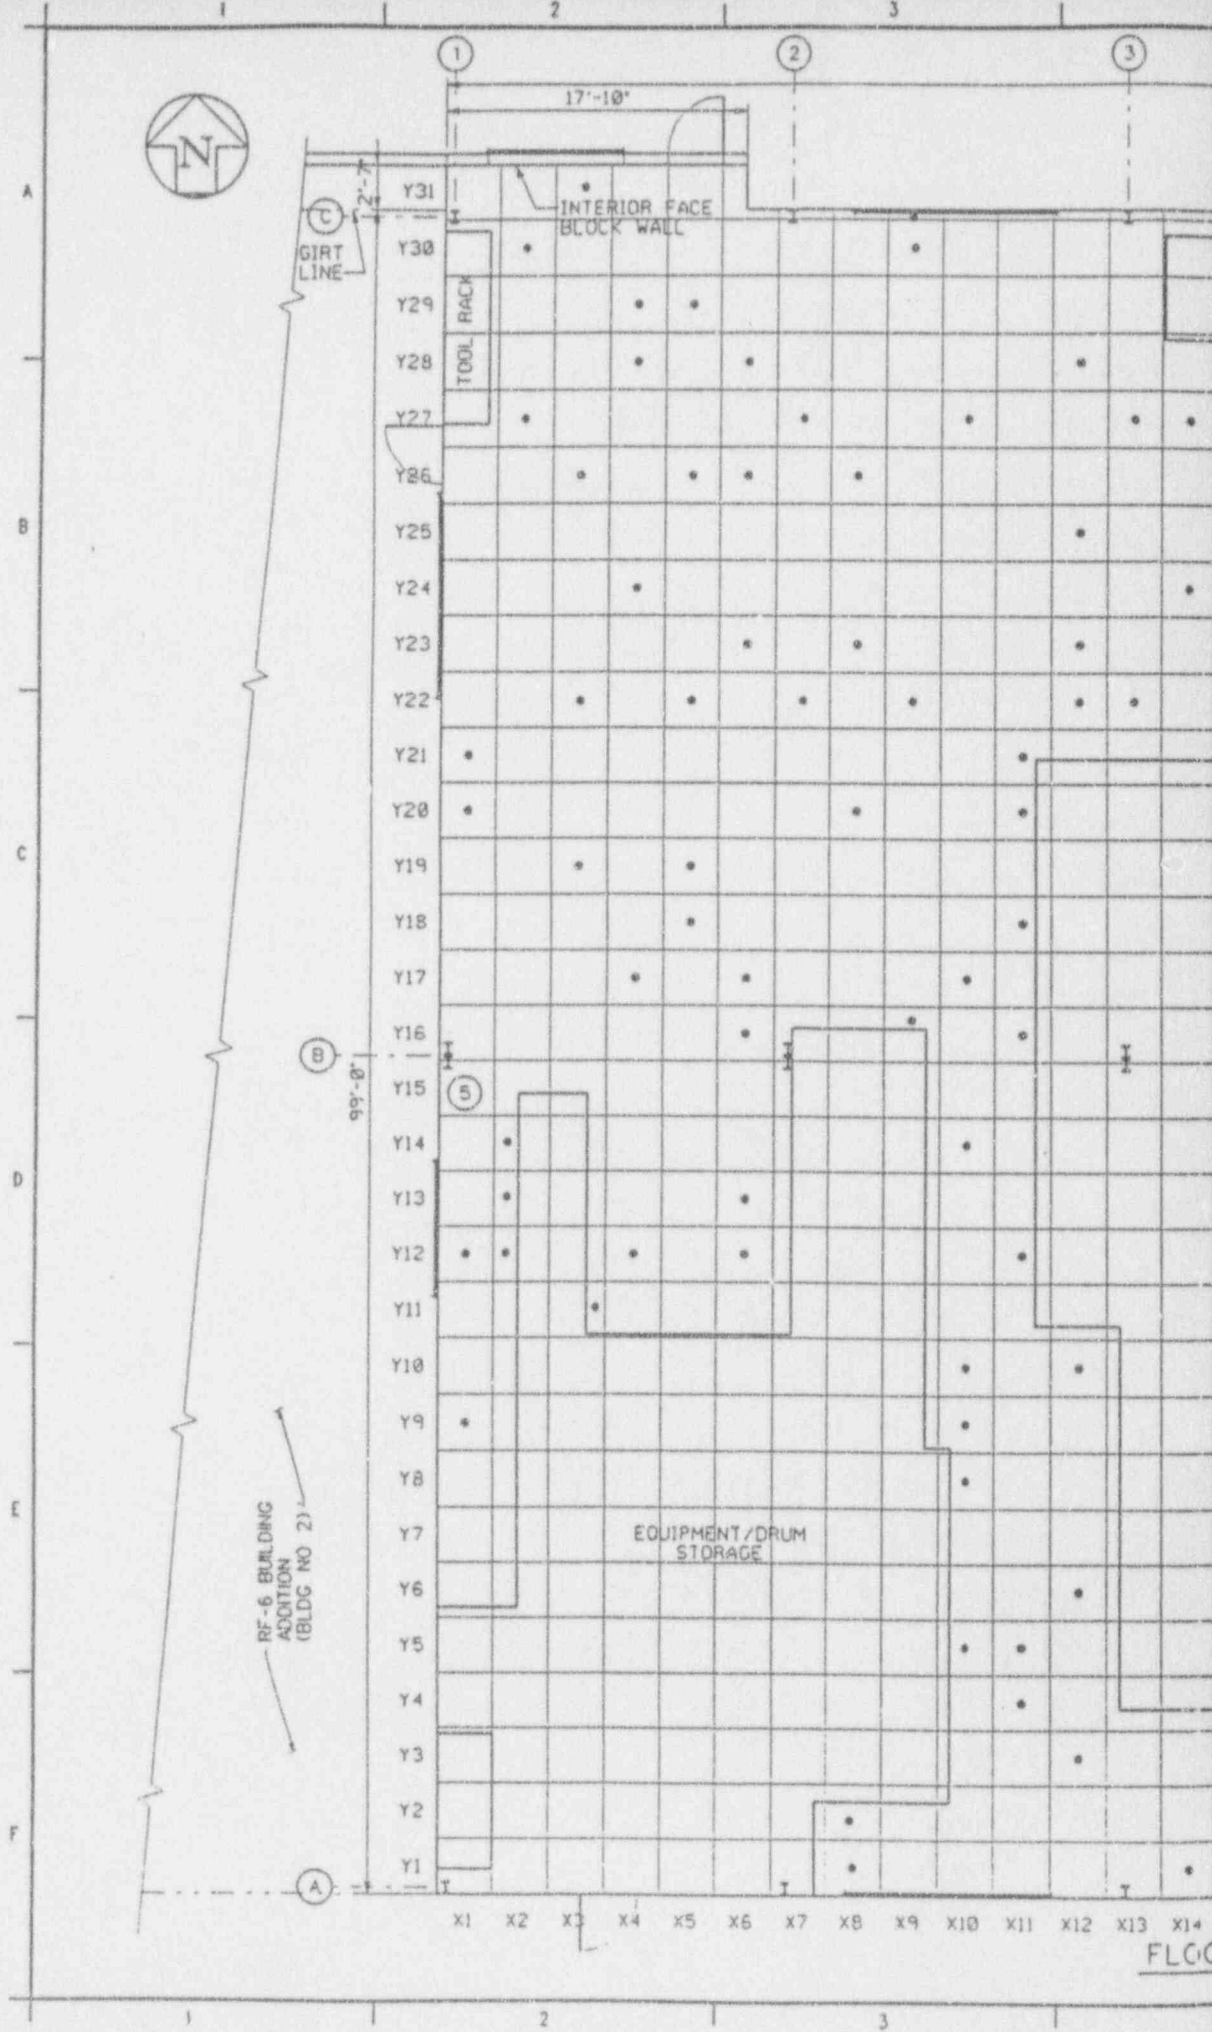 1 2 3
1 2 3
17'-10"
N
A
2'-7"
Y31
C
INTERIOR FACE
BLOCK WALL
GIRT
LINE
Y30
TOOL RACK
Y29
Y28
Y27
Y26
B
Y25
Y24
Y23
Y22
Y21
Y20
C
Y19
Y18
Y17
Y16
B
99'-0"
Y15
5
Y14
D
Y13
Y12
Y11
Y10
Y9
Y8
E
RF-6 BUILDING
ADDITION
(BLDG NO 2)
Y7
EQUIPMENT/DRUM
STORAGE
Y6
Y5
Y4
Y3
Y2
F
Y1
A
X1 X2 X3 X4 X5 X6 X7 X8 X9 X10 X11 X12 X13 X14
FLOO
1 2 3